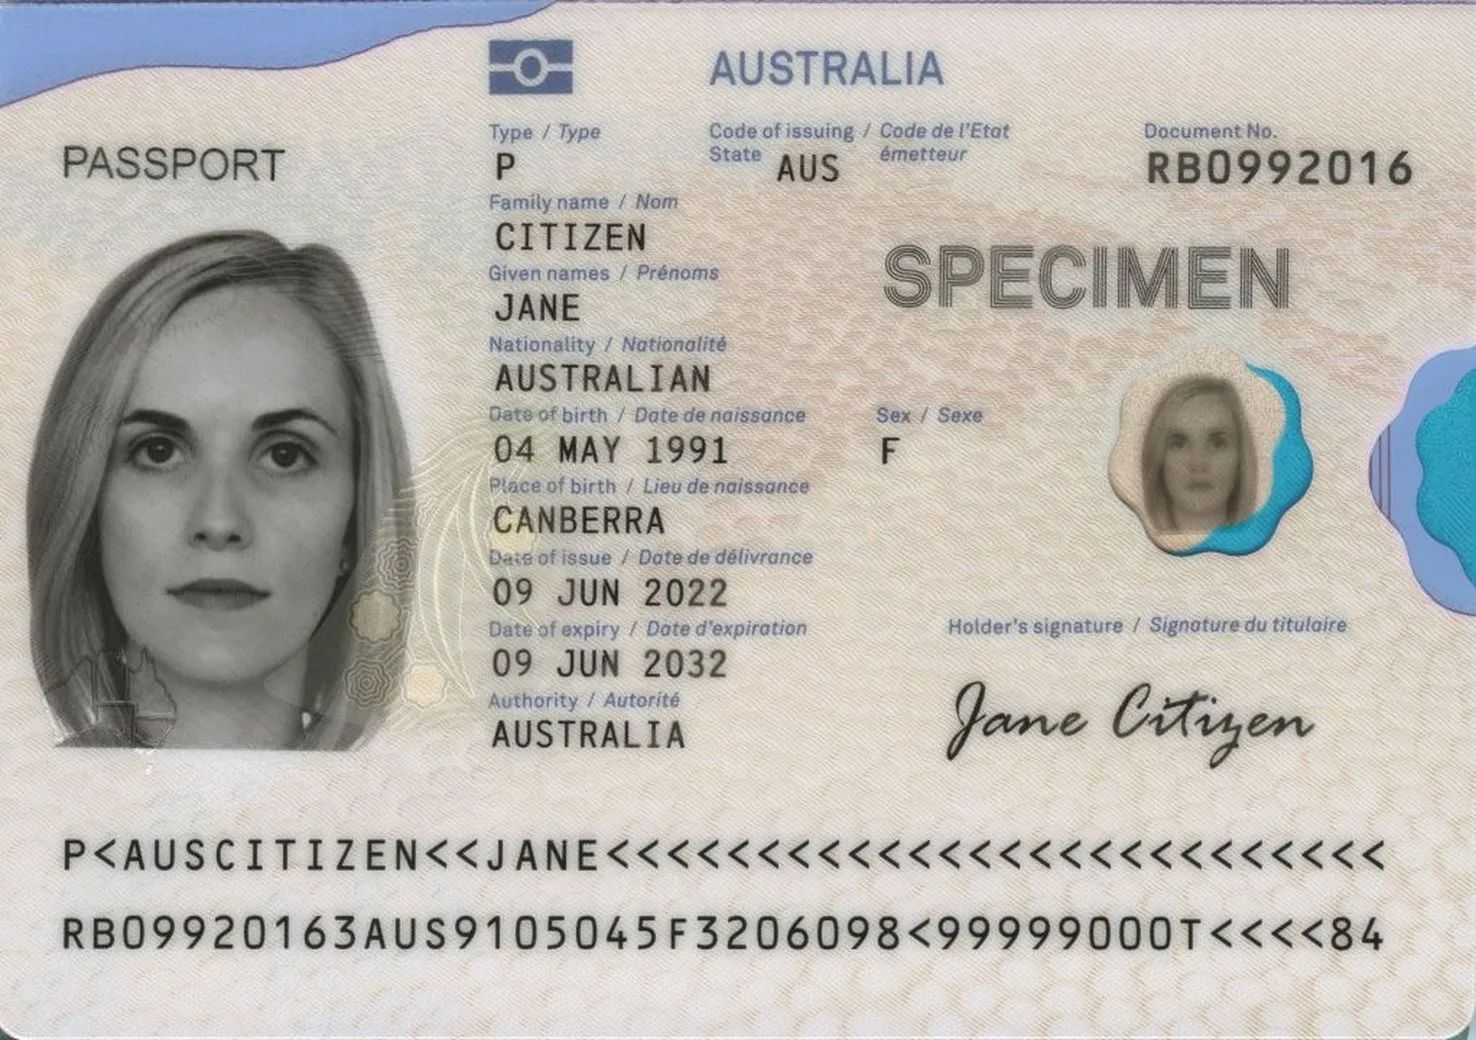 AUSTRALIA
PASSPORT
Type / Type
P
Code of issuing / Code de l'Etat
State AUS émetteur
Document No.
RB0992016
Family name / Nom
CITIZEN
SPECIMEN
Given names / Prénoms
JANE
Nationality / Nationalité
AUSTRALIAN
Date of birth / Date de naissance
04 MAY 1991
Sex / Sexe
F
Place of birth / Lieu de naissance
CANBERRA
Date of issue / Date de délivrance
09 JUN 2022
Date of expiry / Date d'expiration
09 JUN 2032
Authority / Autorité
AUSTRALIA
Holder's signature / Signature du titulaire
Jane Citizen
P<AUSCITIZEN<<JANE<<<<<<<<<<<<<<<<<<<<<<<<<<
RB09920163AUS9105045F3206098<99999000T<<<<84